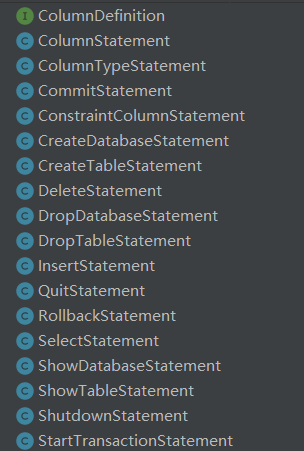 I ColumnDefinition
C ColumnStatement
C ColumnTypeStatement
C CommitStatement
C ConstraintColumnStatement
C CreateDatabaseStatement
C CreateTableStatement
C DeleteStatement
C DropDatabaseStatement
C DropTableStatement
C InsertStatement
C QuitStatement
C RollbackStatement
C SelectStatement
C ShowDatabaseStatement
C ShowTableStatement
C ShutdownStatement
C StartTransactionStatement